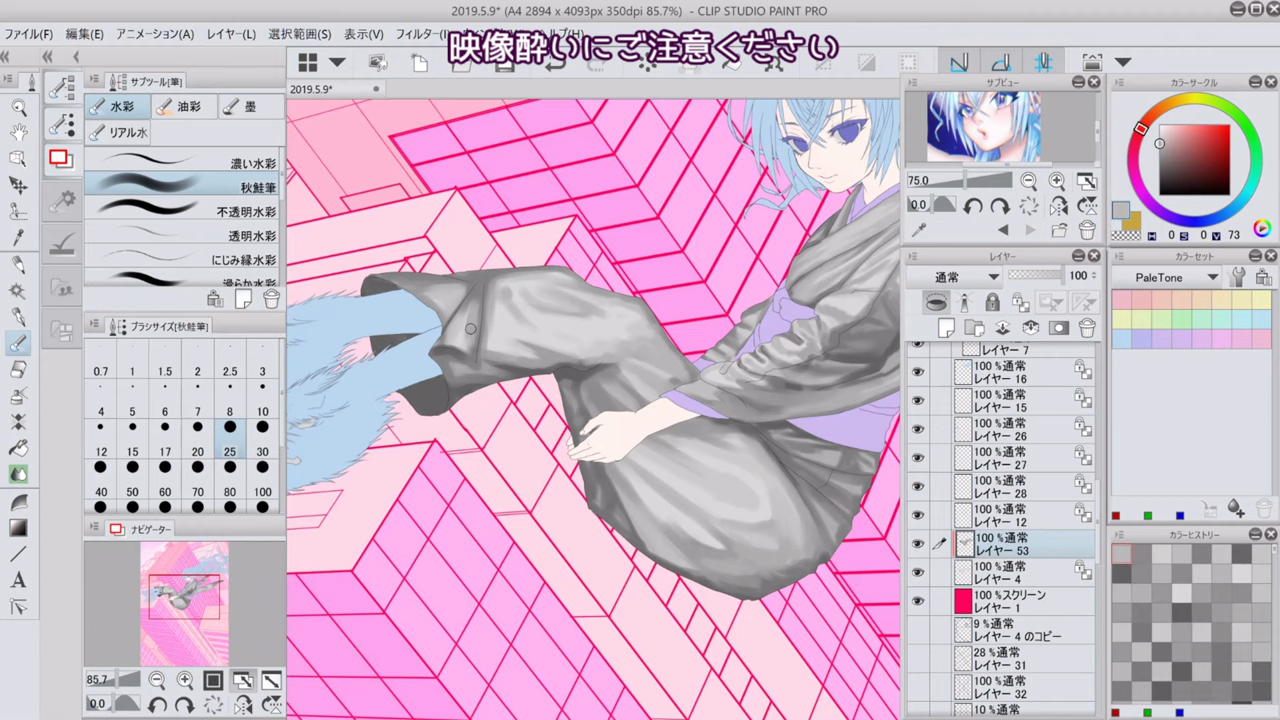 2019.5.9* (A4 2894 x 4093px 350dpi 85.7%) - CLIP STUDIO PAINT PRO
ファイル(F) 編集(E) アニメーション(A) レイヤー(L) 選択範囲(S) 表示(V) フィルター(I)
映像酔いにご注意ください
サブツール[筆]
水彩 油彩 墨
リアル水
濃い水彩
秋鮭筆
不透明水彩
透明水彩
にじみ縁水彩
滑らか水彩
ブラシサイズ[秋鮭筆]
0.7 1 1.5 2 2.5 3
4 5 6 7 8 10
12 15 17 20 25 30
40 50 60 70 80 100
ナビゲーター
85.7
0.0
2019.5.9*
サブビュー
75.0
0.0
レイヤー
通常 100
レイヤー 7
100 %通常
レイヤー 16
100 %通常
レイヤー 15
100 %通常
レイヤー 26
100 %通常
レイヤー 27
100 %通常
レイヤー 28
100 %通常
レイヤー 12
100 %通常
レイヤー 53
100 %通常
レイヤー 4
100 %スクリーン
レイヤー 1
9 %通常
レイヤー 4 のコピー
28 %通常
レイヤー 31
100 %通常
レイヤー 32
10 %通常
カラーサークル
H 0 S 0 V 73
カラーセット
PaleTone
カラーヒストリー